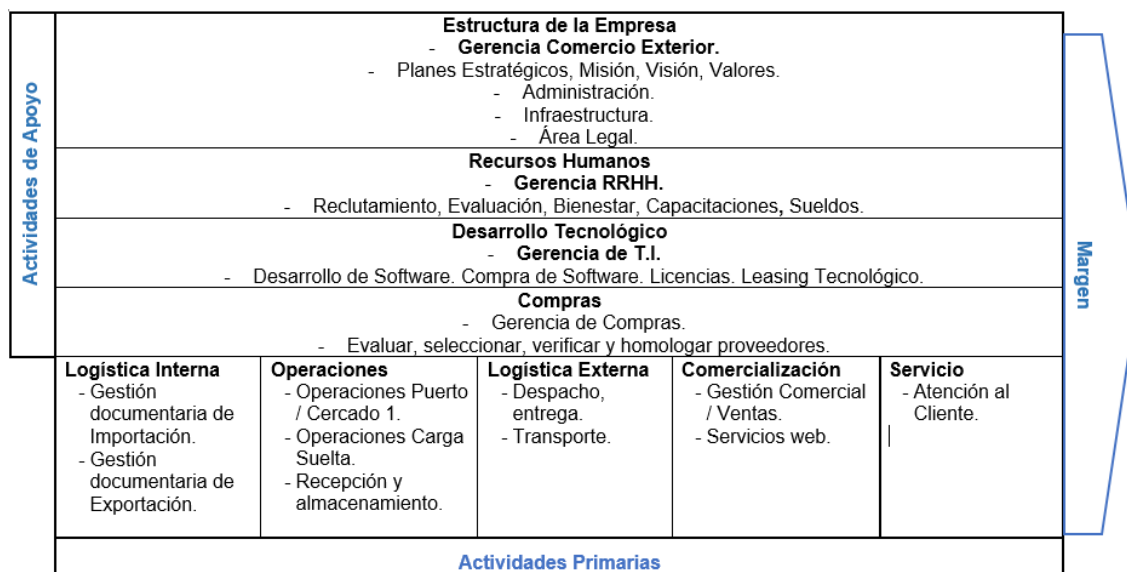 Actividades de Apoyo
Estructura de la Empresa
- Gerencia Comercio Exterior.
- Planes Estratégicos, Misión, Visión, Valores.
- Administración.
- Infraestructura.
- Área Legal.
Recursos Humanos
- Gerencia RRHH.
- Reclutamiento, Evaluación, Bienestar, Capacitaciones, Sueldos.
Desarrollo Tecnológico
- Gerencia de T.I.
- Desarrollo de Software. Compra de Software. Licencias. Leasing Tecnológico.
Compras
- Gerencia de Compras.
- Evaluar, seleccionar, verificar y homologar proveedores.
Logística Interna
- Gestión
documentaria de
Importación.
- Gestión
documentaria de
Exportación.
Operaciones
- Operaciones Puerto
/ Cercado 1.
- Operaciones Carga
Suelta.
- Recepción y
almacenamiento.
Logística Externa
- Despacho,
entrega.
- Transporte.
Comercialización
- Gestión Comercial
/ Ventas.
- Servicios web.
Servicio
- Atención al
Cliente.
Margen
Actividades Primarias